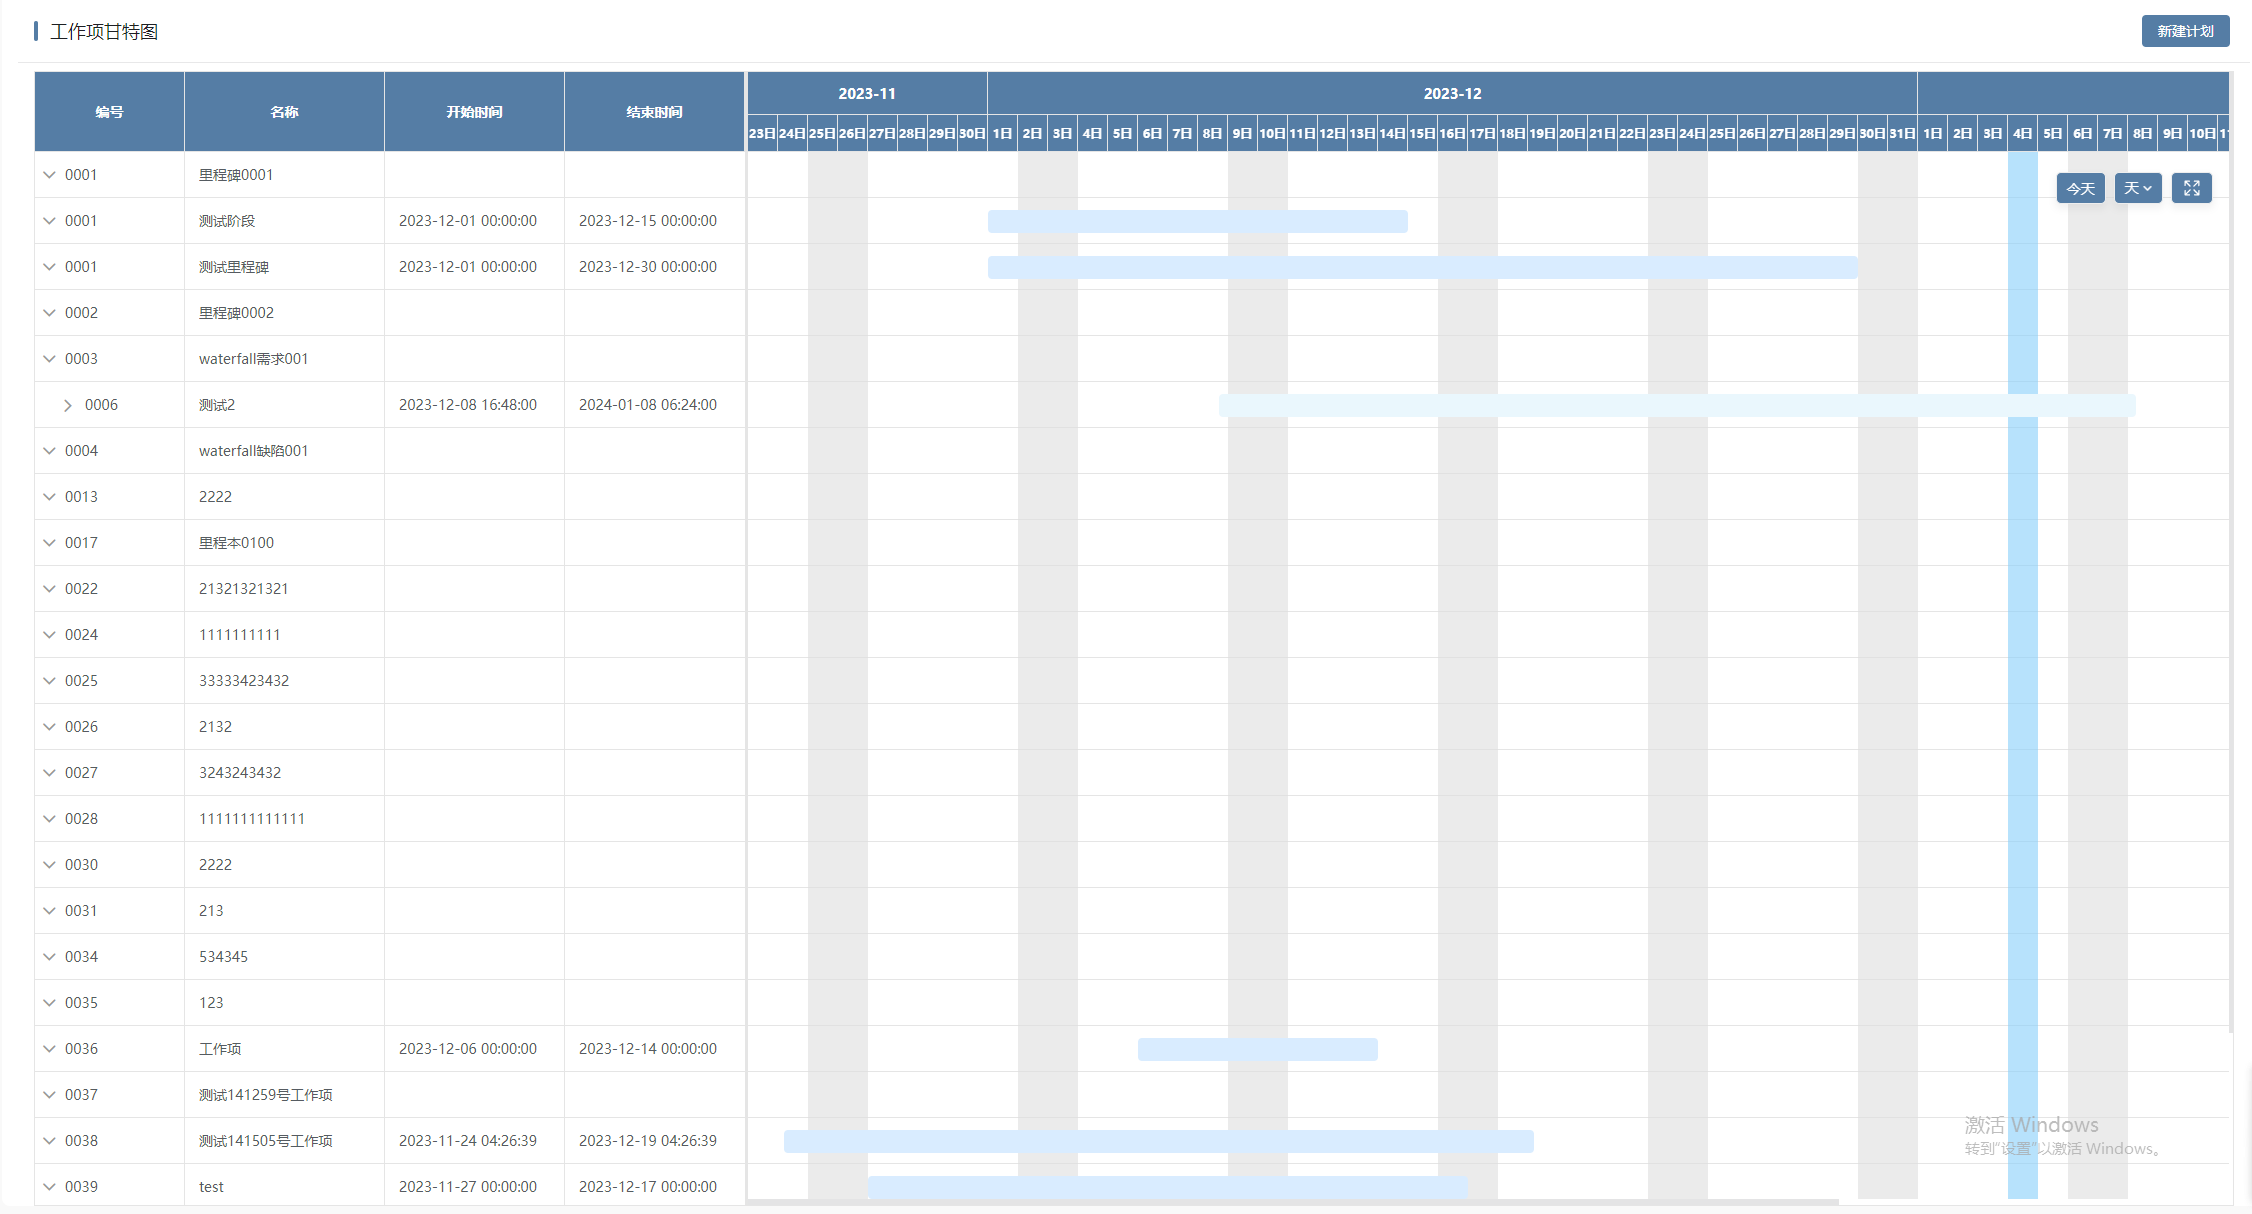 工作项甘特图
新建计划
编号 名称 开始时间 结束时间
2023-11 2023-12
23日 24日 25日 26日 27日 28日 29日 30日 1日 2日 3日 4日 5日 6日 7日 8日 9日 10日 11日 12日 13日 14日 15日 16日 17日 18日 19日 20日 21日 22日 23日 24日 25日 26日 27日 28日 29日 30日 31日 1日 2日 3日 4日 5日 6日 7日 8日 9日 10日
0001 里程碑0001
今天 天
0001 测试阶段 2023-12-01 00:00:00 2023-12-15 00:00:00
0001 测试里程碑 2023-12-01 00:00:00 2023-12-30 00:00:00
0002 里程碑0002
0003 waterfall需求001
0006 测试2 2023-12-08 16:48:00 2024-01-08 06:24:00
0004 waterfall缺陷001
0013 2222
0017 里程本0100
0022 21321321321
0024 1111111111
0025 33333423432
0026 2132
0027 3243243432
0028 1111111111111
0030 2222
0031 213
0034 534345
0035 123
0036 工作项 2023-12-06 00:00:00 2023-12-14 00:00:00
0037 测试141259号工作项
0038 测试141505号工作项 2023-11-24 04:26:39 2023-12-19 04:26:39
0039 test 2023-11-27 00:00:00 2023-12-17 00:00:00
激活 Windows
转到"设置"以激活 Windows。